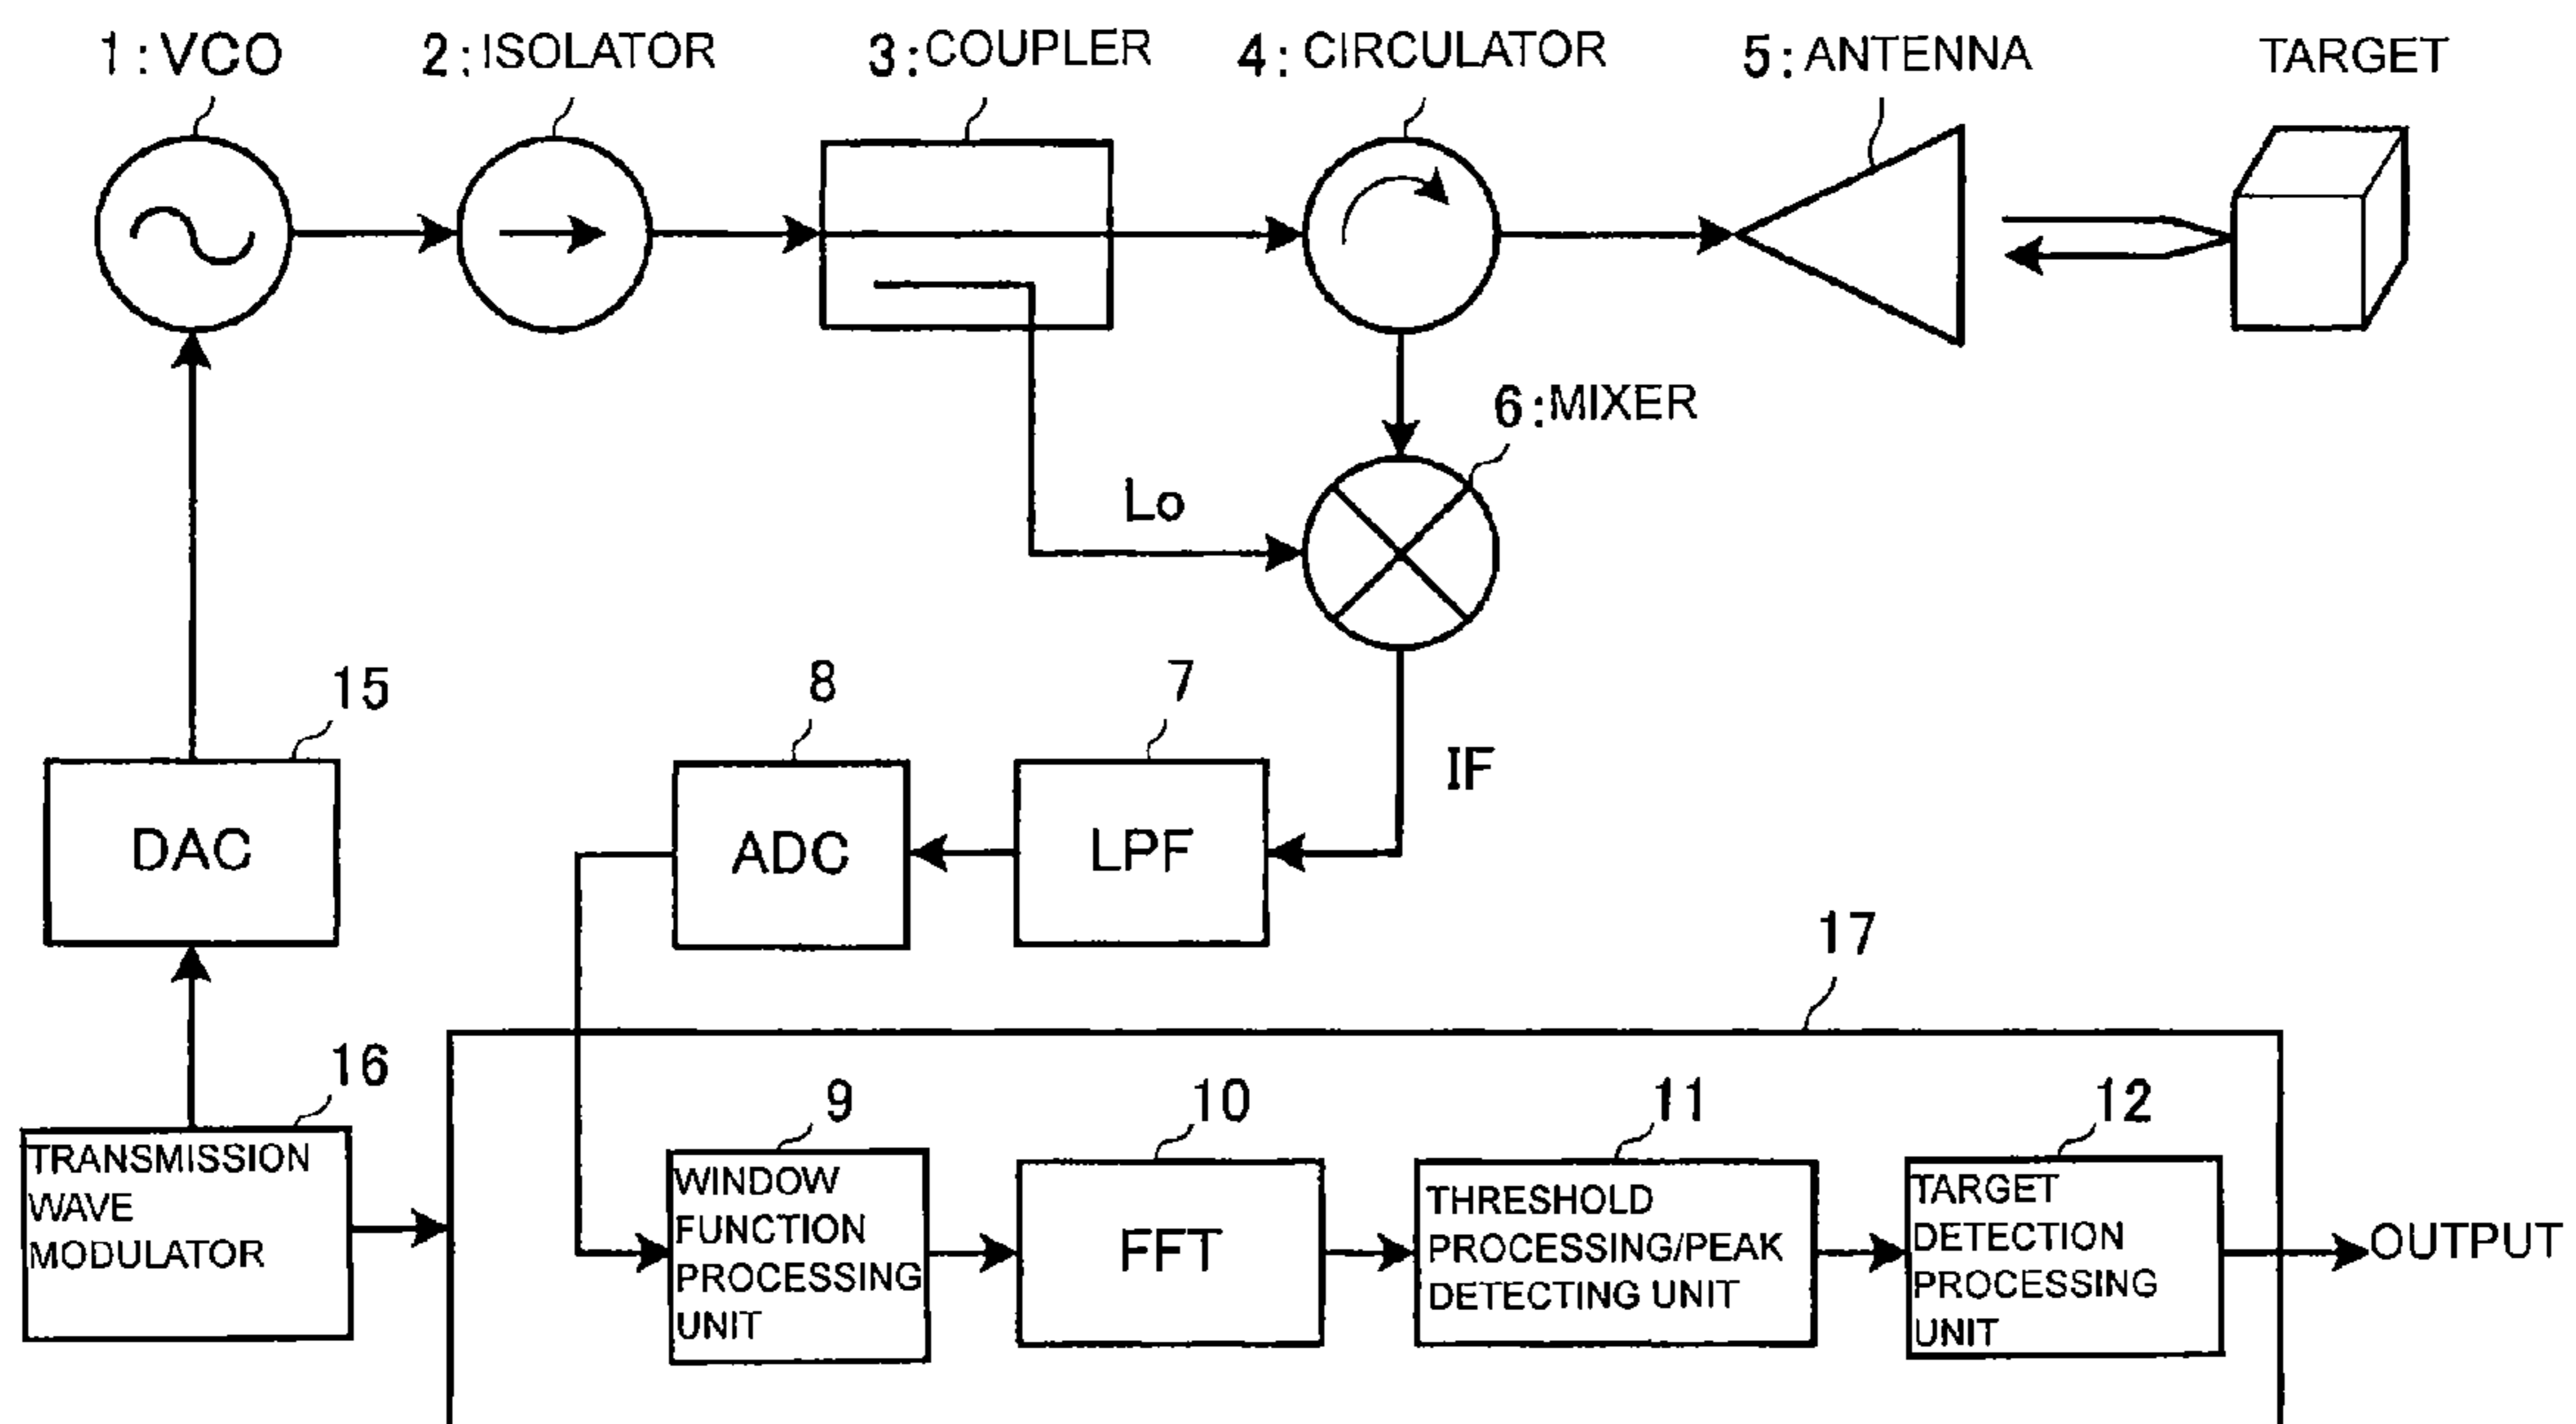 1:VCO
2:ISOLATOR
3:COUPLER
4:CIRCULATOR
5:ANTENNA
TARGET
6:MIXER
Lo
15
8
7
IF
DAC
ADC
LPF
17
16
9
10
11
12
TRANSMISSION
WAVE
MODULATOR
WINDOW
FUNCTION
PROCESSING
UNIT
FFT
THRESHOLD
PROCESSING/PEAK
DETECTING UNIT
TARGET
DETECTION
PROCESSING
UNIT
OUTPUT